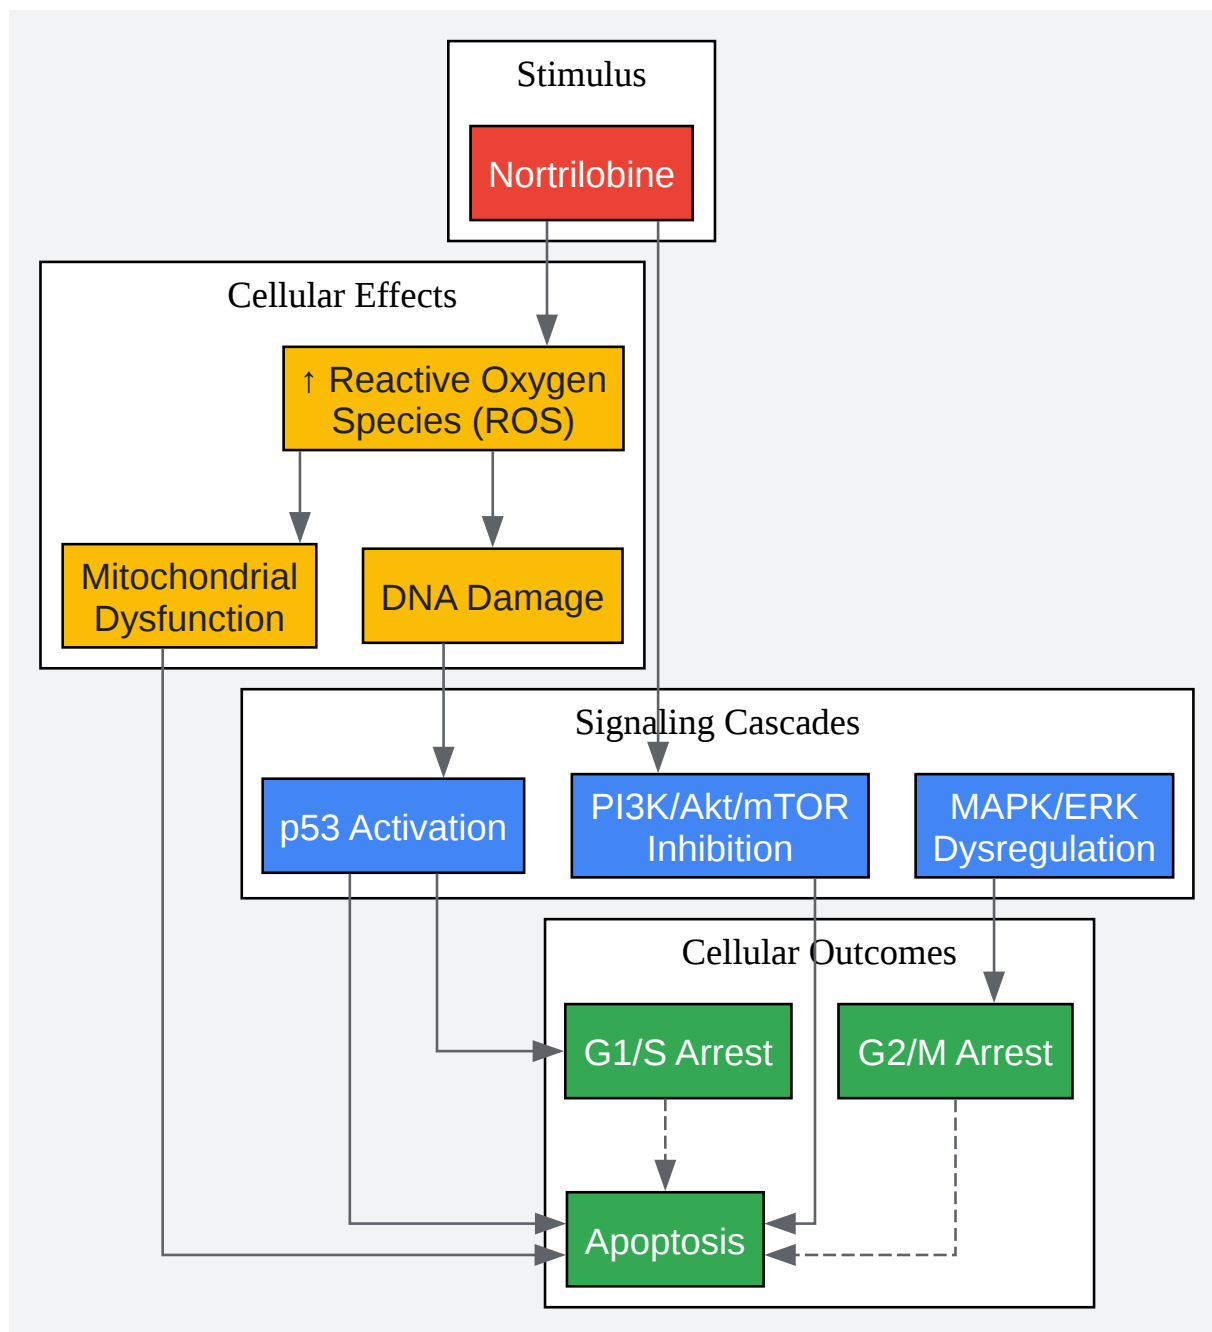 Stimulus
Nortrilobine
Cellular Effects
↑ Reactive Oxygen
Species (ROS)
Mitochondrial
Dysfunction
DNA Damage
Signaling Cascades
p53 Activation
PI3K/Akt/mTOR
Inhibition
MAPK/ERK
Dysregulation
Cellular Outcomes
G1/S Arrest
G2/M Arrest
Apoptosis